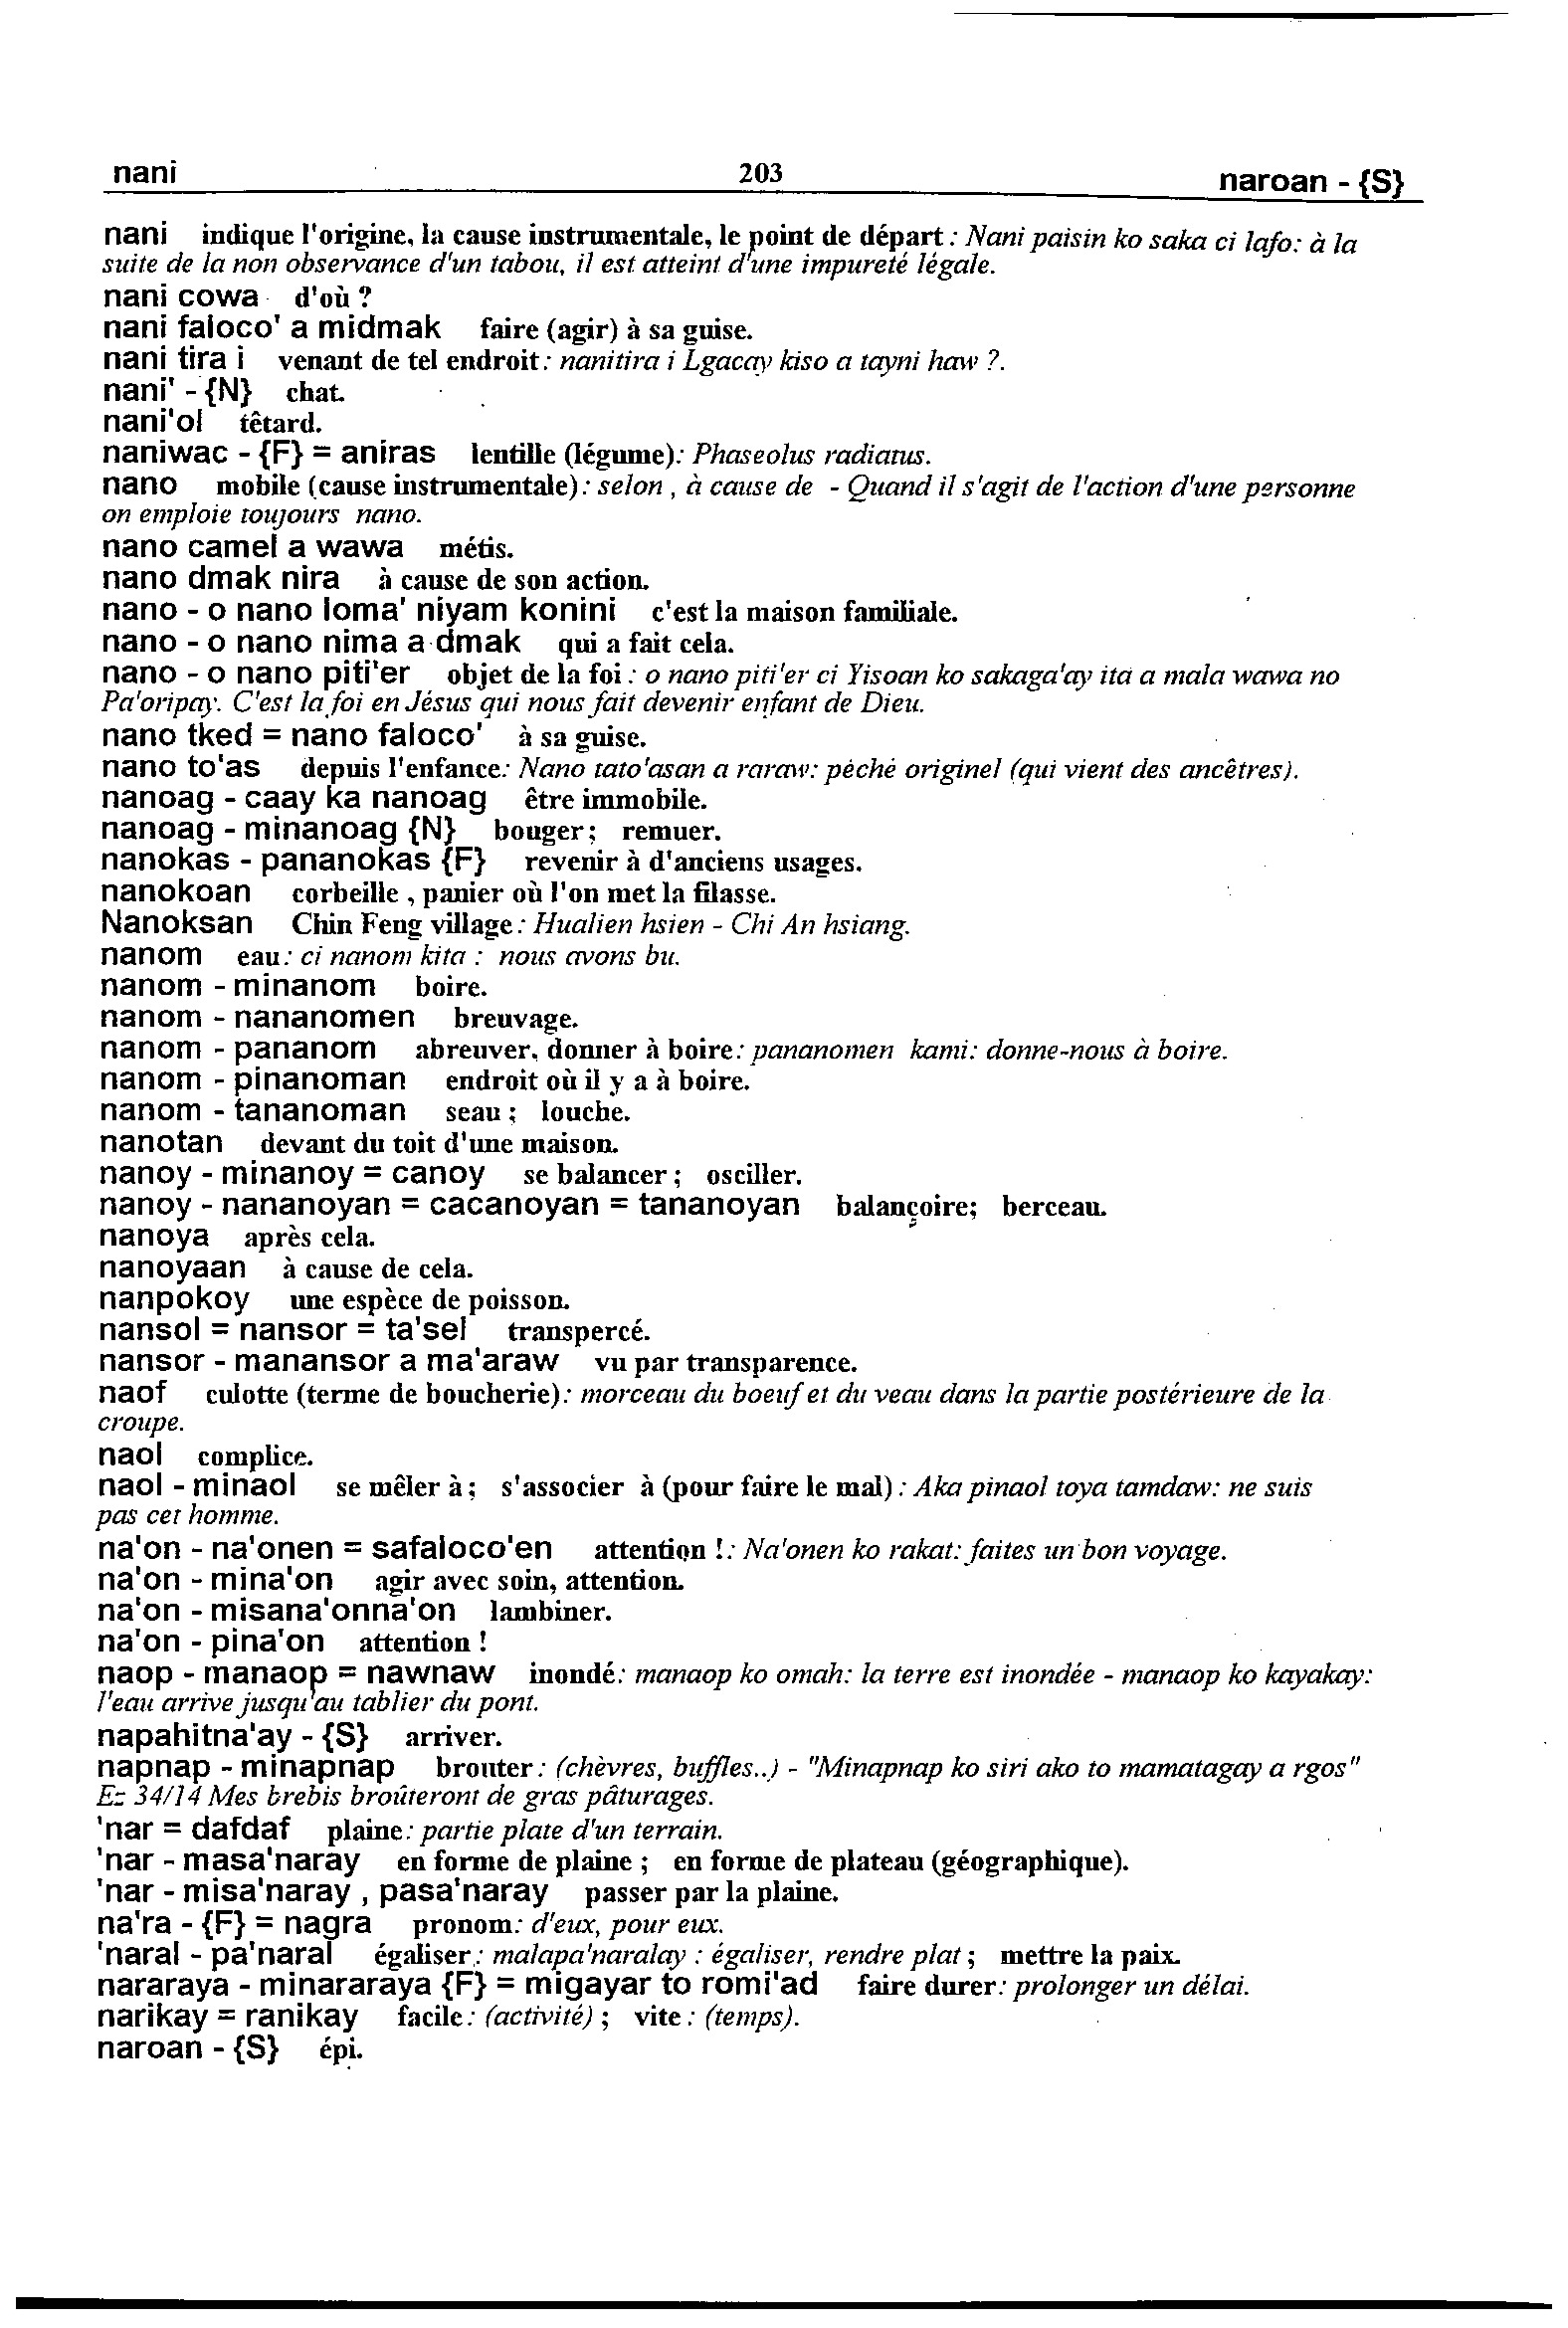 nani 203 naroan - {S}
nani indique l'origine, la cause instrumentale, le point de départ : Nani paisin ko saka ci lafo: à la
suite de la non observance d'un tabou, il est atteint d'une impureté légale.
nani cowa d'où ?
nani faloco' a midmak faire (agir) à sa guise.
nani tira i venant de tel endroit : nanitira i Lgacay kiso a tayni haw ?.
nani' - {N} chat.
nani'ol têtard.
naniwac - {F} = aniras lentille (légume): Phaseolus radiatus.
nano mobile (cause instrumentale) : selon , à cause de - Quand il s'agit de l'action d'une personne
on emploie toujours nano.
nano camel a wawa métis.
nano dmak nira à cause de son action.
nano - o nano loma' niyam konini c'est la maison familiale.
nano - o nano nima a dmak qui a fait cela.
nano - o nano piti'er objet de la foi : o nano piti'er ci Yisoan ko sakaga'ay ita a mala wawa no
Pa'oripay. C'est la foi en Jésus qui nous fait devenir enfant de Dieu.
nano tked = nano faloco' à sa guise.
nano to'as depuis l'enfance: Nano tato'asan a raraw: péché originel (qui vient des ancêtres).
nanoag - caay ka nanoag être immobile.
nanoag - minanoag {N} bouger ; remuer.
nanokas - pananokas {F} revenir à d'anciens usages.
nanokoan corbeille , panier où l'on met la filasse.
Nanoksan Chin Feng village : Hualien hsien - Chi An hsiang.
nanom eau : ci nanom kita : nous avons bu.
nanom - minanom boire.
nanom - nananomen breuvage.
nanom - pananom abreuver, donner à boire: pananomen kami: donne-nous à boire.
nanom - pinanoman endroit où il y a à boire.
nanom - tananoman seau ; louche.
nanotan devant du toit d'une maison.
nanoy - minanoy = canoy se balancer ; osciller.
nanoy - nananoyan = cacanoyan = tananoyan balançoire; berceau.
nanoya après cela.
nanoyaan à cause de cela.
nanpokoy une espèce de poisson.
nansol = nansor = ta'sel transpercé.
nansor - manansor a ma'araw vu par transparence.
naof culotte (terme de boucherie): morceau du boeuf et du veau dans la partie postérieure de la
croupe.
naol complice.
naol - minaol se mêler à ; s'associer à (pour faire le mal) : Aka pinaol toya tamdaw: ne suis
pas cet homme.
na'on - na'onen = safaloco'en attention !: Na'onen ko rakat: faites un bon voyage.
na'on - mina'on agir avec soin, attention.
na'on - misana'onna'on lambiner.
na'on - pina'on attention !
naop - manaop = nawnaw inondé: manaop ko omah: la terre est inondée - manaop ko kayakay:
l'eau arrive jusqu'au tablier du pont.
napahitna'ay - {S} arriver.
napnap - minapnap brouter : (chèvres, buffles..) - "Minapnap ko siri ako to mamatagay a rgos"
Ez 34/14 Mes brebis broûteront de gras pâturages.
'nar = dafdaf plaine: partie plate d'un terrain.
'nar - masa'naray en forme de plaine ; en forme de plateau (géographique).
'nar - misa'naray , pasa'naray passer par la plaine.
na'ra - {F} = nagra pronom: d'eux, pour eux.
'naral - pa'naral égaliser : malapa'naralay : égaliser, rendre plat ; mettre la paix.
nararaya - minararaya {F} = migayar to romi'ad faire durer: prolonger un délai.
narikay = ranikay facile : (activité) ; vite : (temps).
naroan - {S} épi.